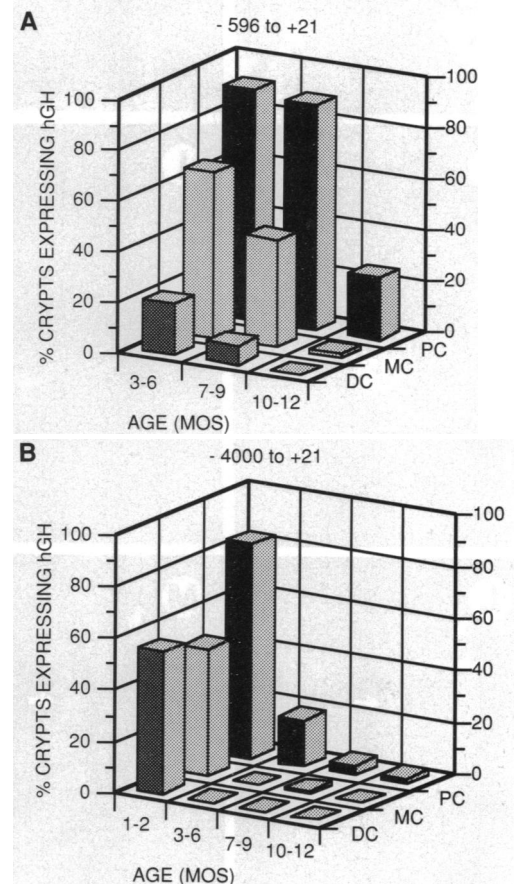 A
- 596 to +21
% CRYPTS EXPRESSING hGH
100
80
60
40
20
0
100
80
60
40
20
0
3-6
7-9
10-12
DC
MC
PC
AGE (MOS)
B
- 4000 to +21
% CRYPTS EXPRESSING hGH
100
80
60
40
20
0
100
80
60
40
20
0
1-2
3-6
7-9
10-12
DC
MC
PC
AGE (MOS)